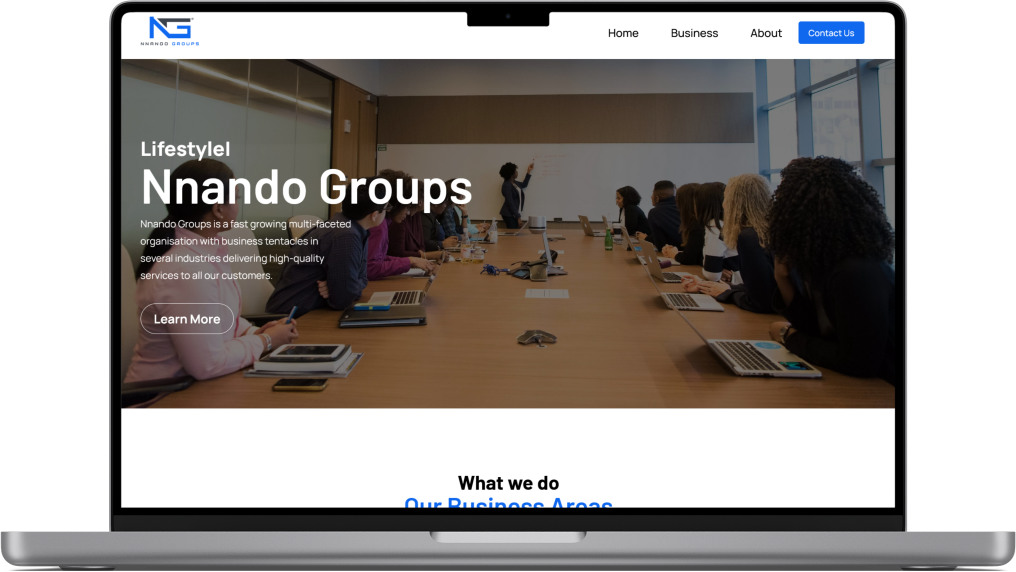 NG
NNANDO GROUPS
Home Business About Contact Us
Lifestylel
Nnando Groups
Nnando Groups is a fast growing multi-faceted
organisation with business tentacles in
several industries delivering high-quality
services to all our customers.
Learn More
What we do
Our Business Areas